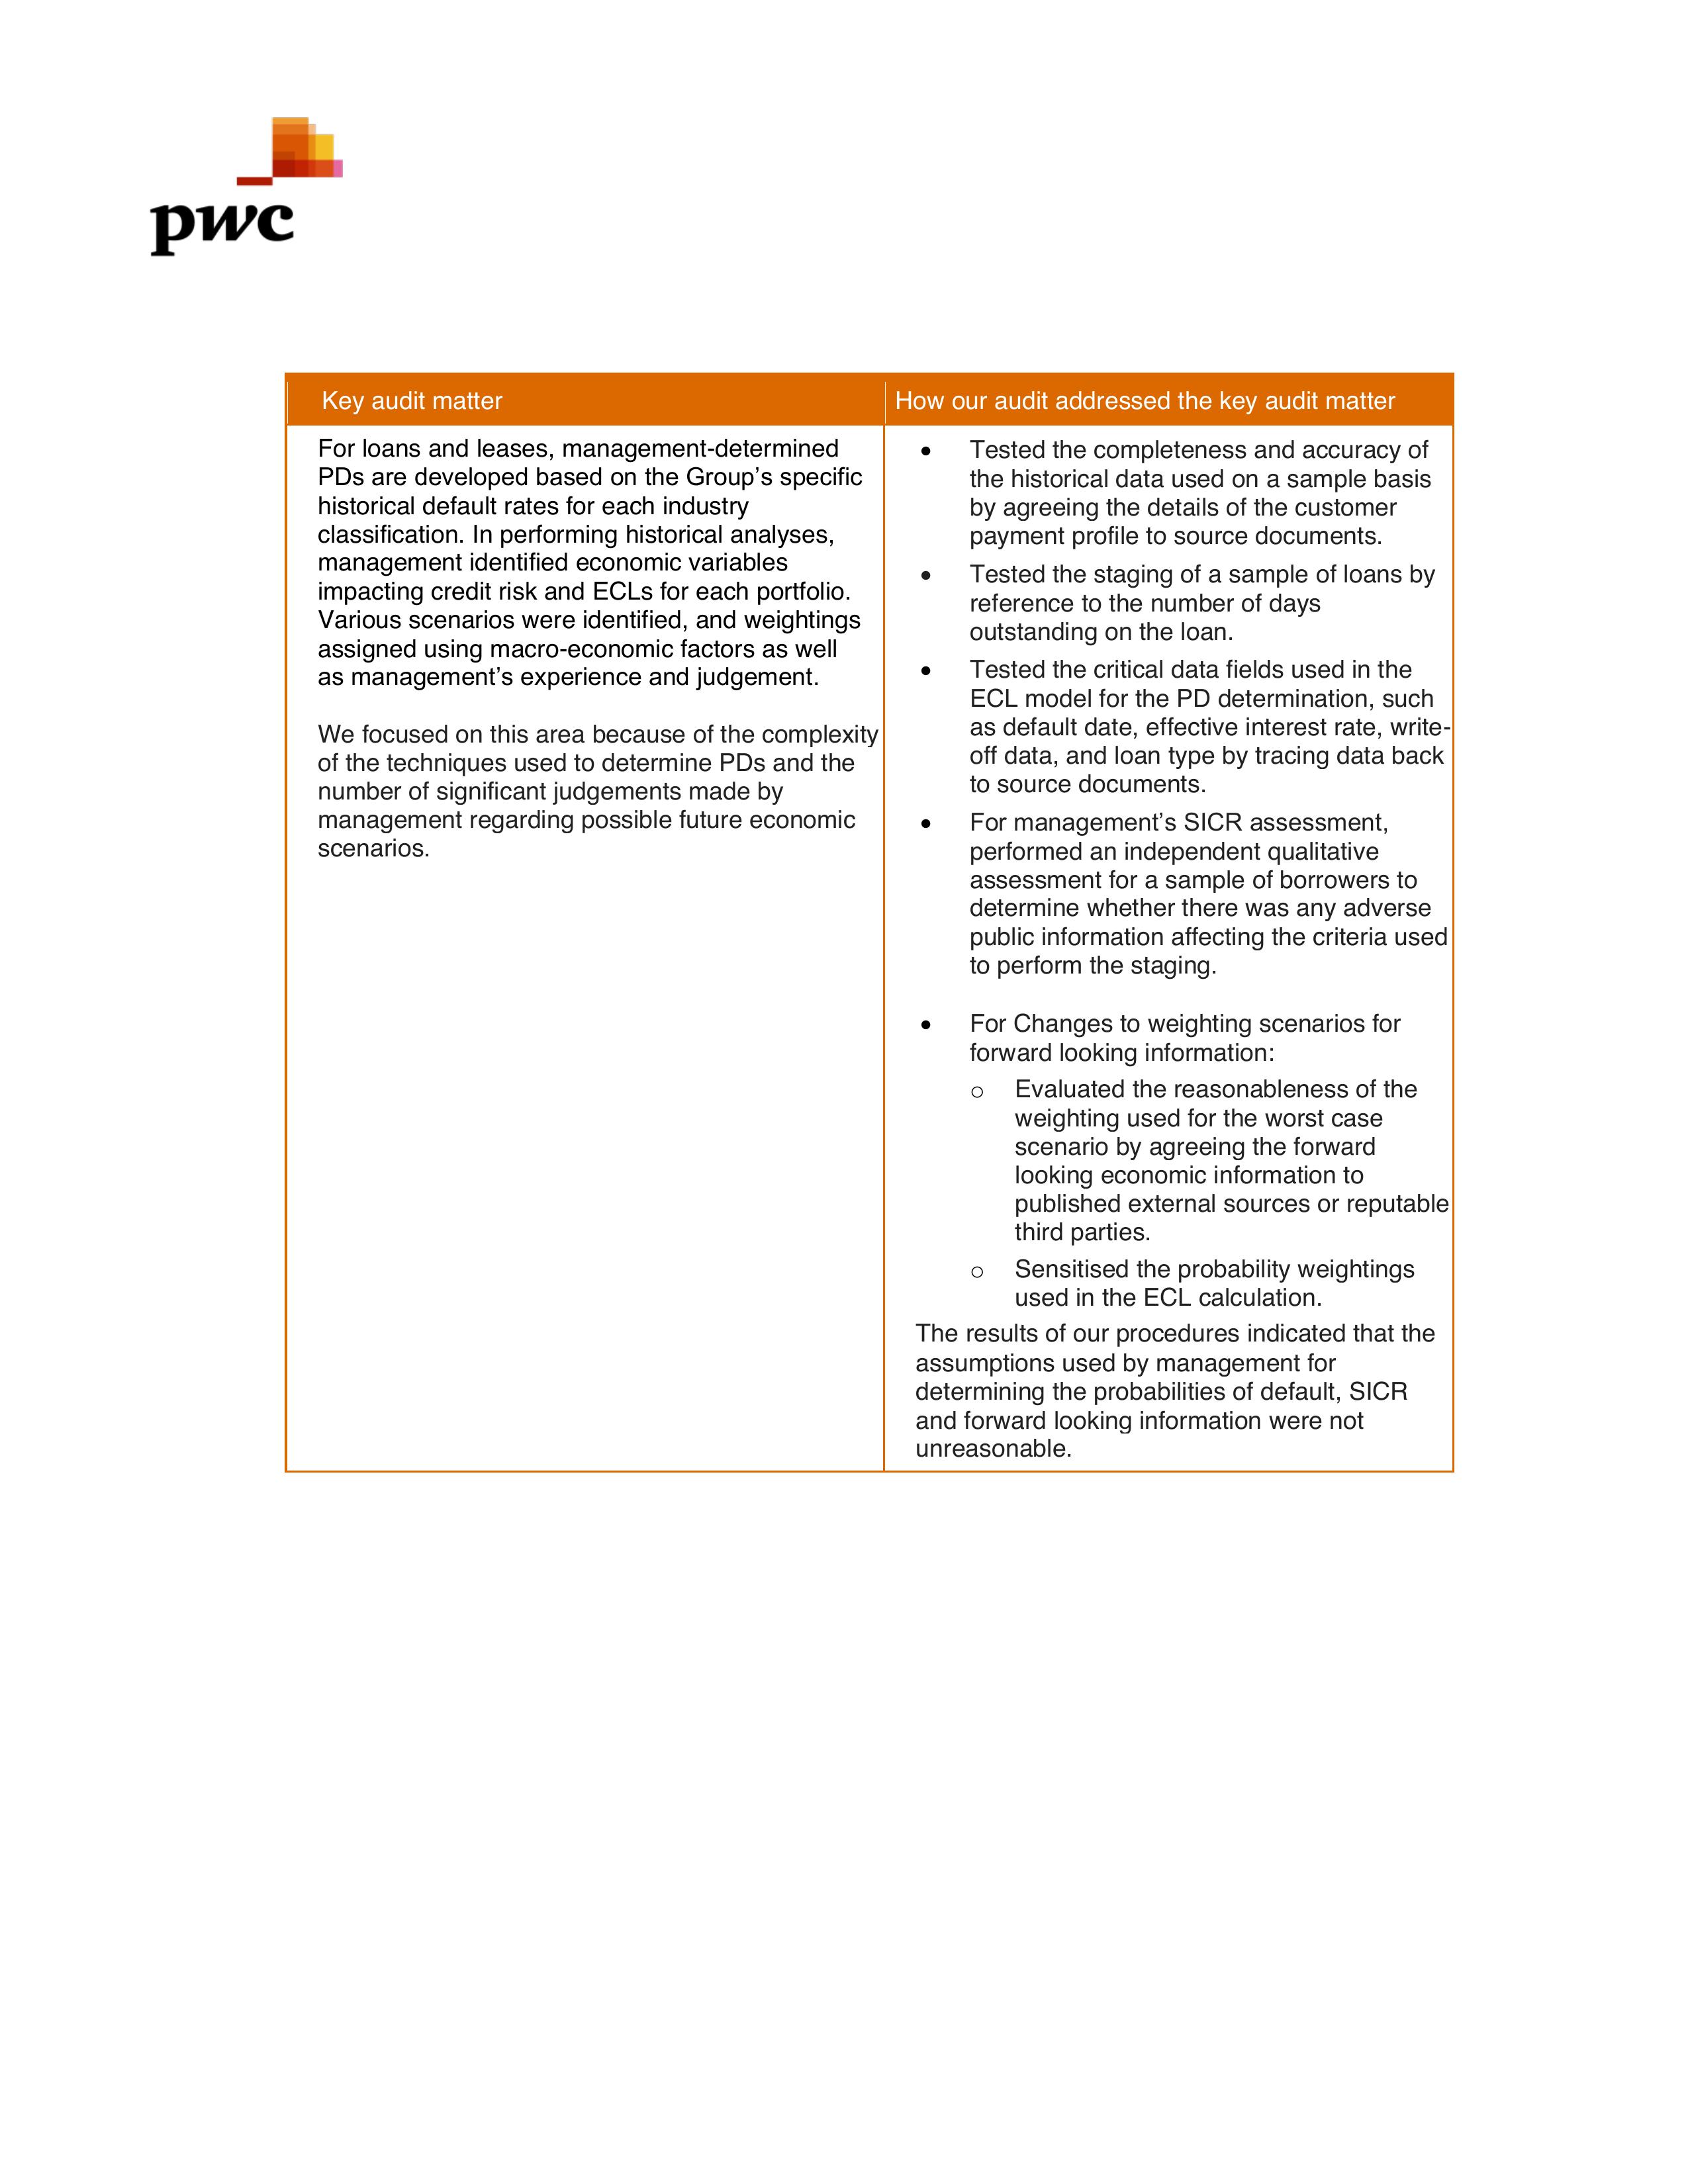 pwc
Key audit matter
How our audit addressed the key audit matter
For loans and leases, management-determined
PDs are developed based on the Group’s specific
historical default rates for each industry
classification. In performing historical analyses,
management identified economic variables
impacting credit risk and ECLs for each portfolio.
Various scenarios were identified, and weightings
assigned using macro-economic factors as well
as management’s experience and judgement.
We focused on this area because of the complexity
of the techniques used to determine PDs and the
number of significant judgements made by
management regarding possible future economic
scenarios.
• Tested the completeness and accuracy of
the historical data used on a sample basis
by agreeing the details of the customer
payment profile to source documents.
• Tested the staging of a sample of loans by
reference to the number of days
outstanding on the loan.
• Tested the critical data fields used in the
ECL model for the PD determination, such
as default date, effective interest rate, write-
off data, and loan type by tracing data back
to source documents.
• For management’s SICR assessment,
performed an independent qualitative
assessment for a sample of borrowers to
determine whether there was any adverse
public information affecting the criteria used
to perform the staging.
• For Changes to weighting scenarios for
forward looking information:
o Evaluated the reasonableness of the
weighting used for the worst case
scenario by agreeing the forward
looking economic information to
published external sources or reputable
third parties.
o Sensitised the probability weightings
used in the ECL calculation.
The results of our procedures indicated that the
assumptions used by management for
determining the probabilities of default, SICR
and forward looking information were not
unreasonable.